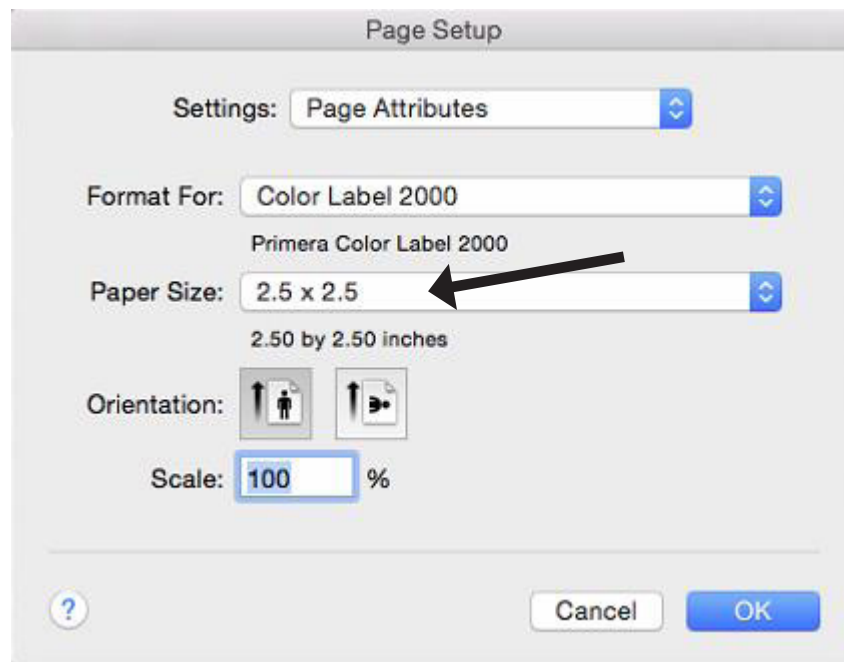 Page Setup
Settings: Page Attributes
Format For: Color Label 2000
Primera Color Label 2000
Paper Size: 2.5 x 2.5
2.50 by 2.50 inches
Orientation:
Scale: 100 %
? Cancel OK